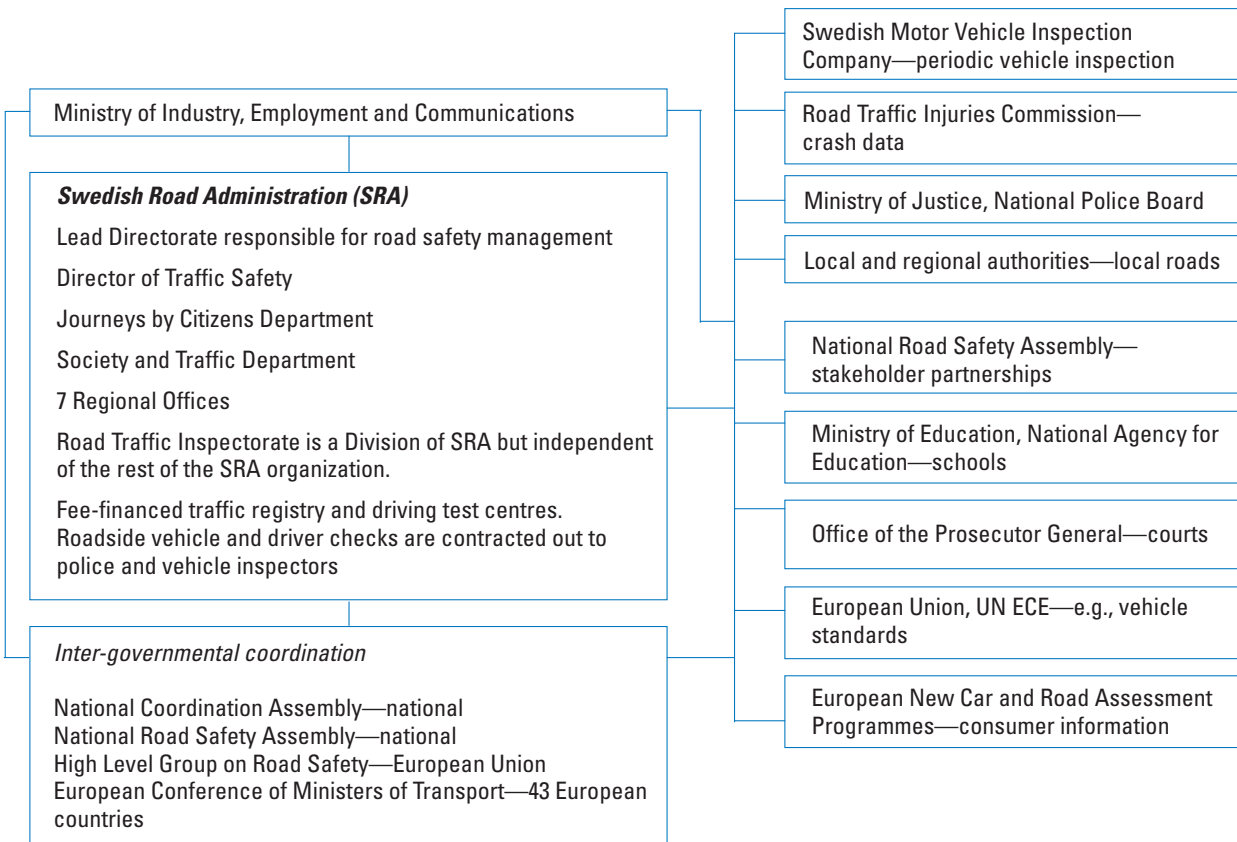 Ministry of Industry, Employment and Communications
Swedish Road Administration (SRA)
Lead Directorate responsible for road safety management
Director of Traffic Safety
Journeys by Citizens Department
Society and Traffic Department
7 Regional Offices
Road Traffic Inspectorate is a Division of SRA but independent
of the rest of the SRA organization.
Fee-financed traffic registry and driving test centres.
Roadside vehicle and driver checks are contracted out to
police and vehicle inspectors
Inter-governmental coordination
National Coordination Assembly—national
National Road Safety Assembly—national
High Level Group on Road Safety—European Union
European Conference of Ministers of Transport—43 European
countries
Swedish Motor Vehicle Inspection
Company—periodic vehicle inspection
Road Traffic Injuries Commission—
crash data
Ministry of Justice, National Police Board
Local and regional authorities—local roads
National Road Safety Assembly—
stakeholder partnerships
Ministry of Education, National Agency for
Education—schools
Office of the Prosecutor General—courts
European Union, UN ECE—e.g., vehicle
standards
European New Car and Road Assessment
Programmes—consumer information